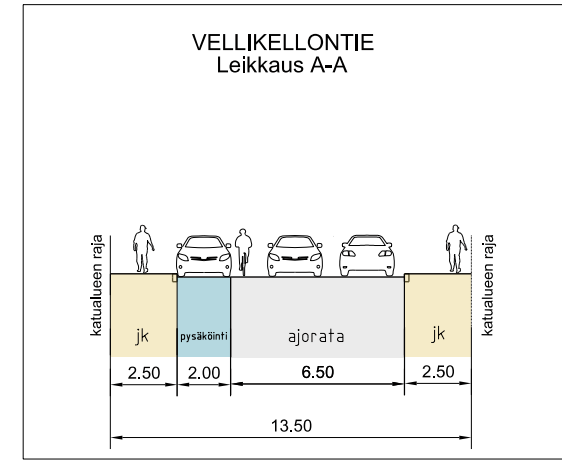 VELLIKELLONTIE
Leikkaus A-A
katualueen raja
katualueen raja
jk pysäköinti ajorata jk
2.50 2.00 6.50 2.50
13.50